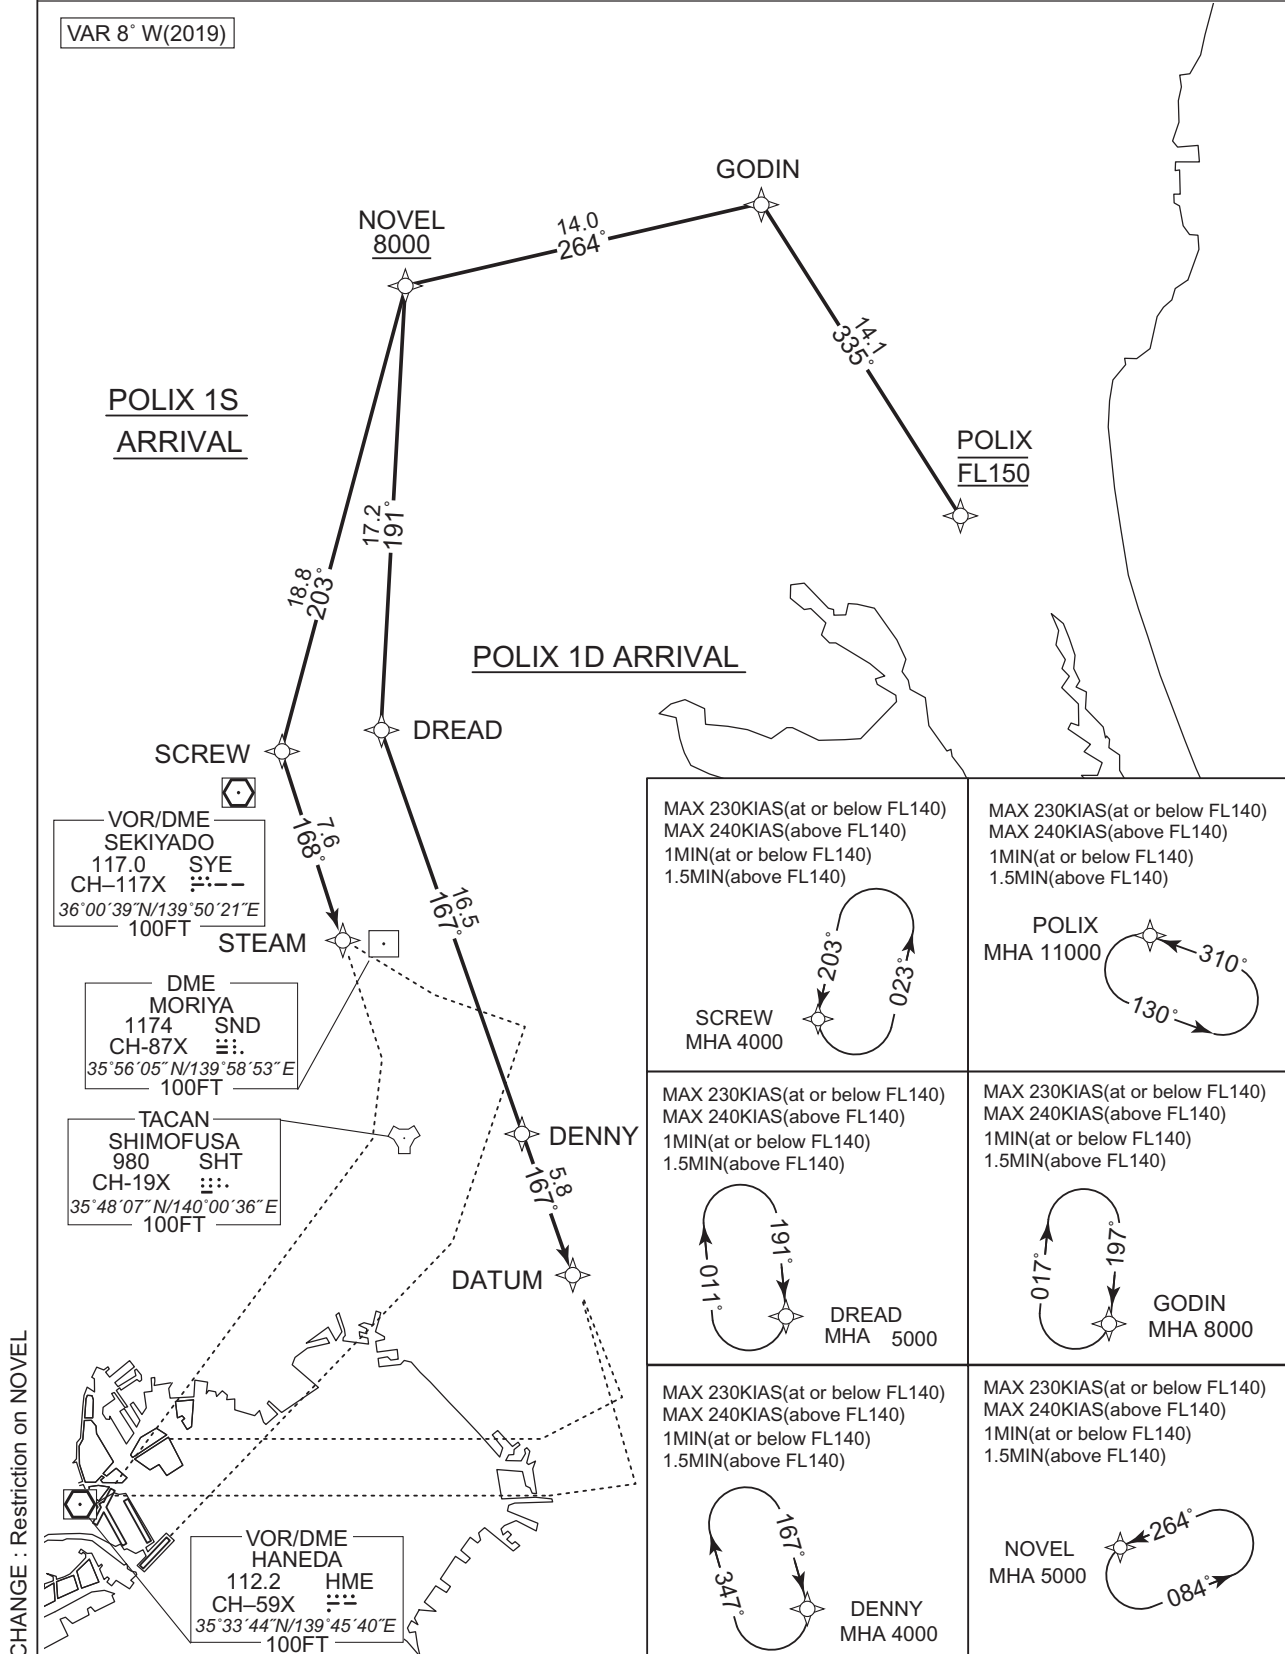 VAR 8° W(2019)
GODIN
NOVEL
8000
14.0
264°
14.1
335°
POLIX 1S
ARRIVAL
POLIX
FL150
17.2
191°
18.8
203°
POLIX 1D ARRIVAL
DREAD
SCREW
7.6
168°
VOR/DME
SEKIYADO
117.0 SYE
CH–117X
36°00´39˝N/139°50´21˝E
100FT
16.5
167°
STEAM
DME
MORIYA
1174 SND
CH-87X
35°56´05˝ N/139°58´53˝ E
100FT
TACAN
SHIMOFUSA
980 SHT
CH-19X
35°48´07˝ N/140°00´36˝ E
100FT
DENNY
5.8
167°
DATUM
VOR/DME
HANEDA
112.2 HME
CH–59X
35°33´44˝N/139°45´40˝E
100FT
MAX 230KIAS(at or below FL140)
MAX 240KIAS(above FL140)
1MIN(at or below FL140)
1.5MIN(above FL140)
203°
023°
SCREW
MHA 4000
MAX 230KIAS(at or below FL140)
MAX 240KIAS(above FL140)
1MIN(at or below FL140)
1.5MIN(above FL140)
POLIX
MHA 11000
310°
130°
MAX 230KIAS(at or below FL140)
MAX 240KIAS(above FL140)
1MIN(at or below FL140)
1.5MIN(above FL140)
191°
011°
DREAD
MHA 5000
MAX 230KIAS(at or below FL140)
MAX 240KIAS(above FL140)
1MIN(at or below FL140)
1.5MIN(above FL140)
017°
197°
GODIN
MHA 8000
MAX 230KIAS(at or below FL140)
MAX 240KIAS(above FL140)
1MIN(at or below FL140)
1.5MIN(above FL140)
167°
347°
DENNY
MHA 4000
MAX 230KIAS(at or below FL140)
MAX 240KIAS(above FL140)
1MIN(at or below FL140)
1.5MIN(above FL140)
264°
084°
NOVEL
MHA 5000
CHANGE : Restriction on NOVEL